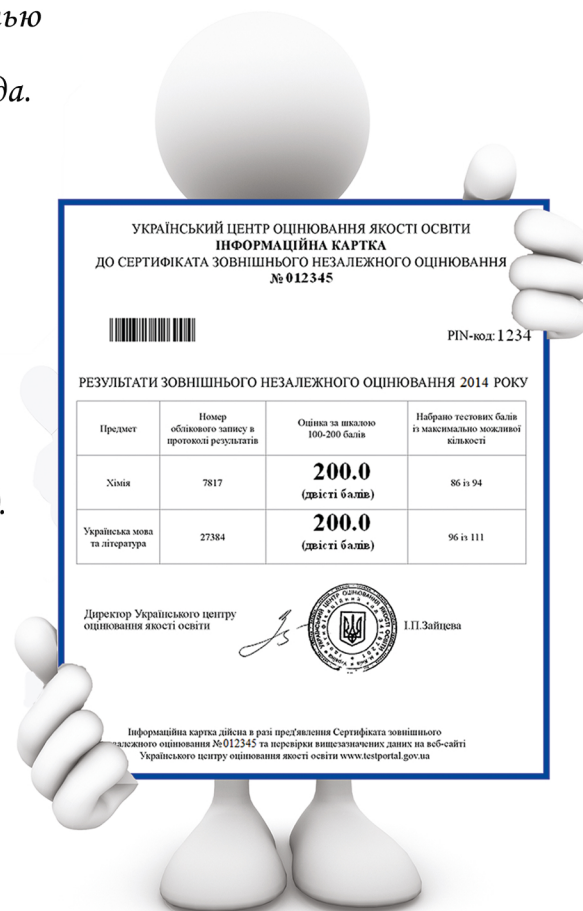 да.
УКРАЇНСЬКИЙ ЦЕНТР ОЦІНЮВАННЯ ЯКОСТІ ОСВІТИ
ІНФОРМАЦІЙНА КАРТКА
ДО СЕРТИФІКАТА ЗОВНІШНЬОГО НЕЗАЛЕЖНОГО ОЦІНЮВАННЯ
№ 012345
PIN-код: 1234
РЕЗУЛЬТАТИ ЗОВНІШНЬОГО НЕЗАЛЕЖНОГО ОЦІНЮВАННЯ 2014 РОКУ
Предмет
Номер
облікового запису в
протоколі результатів
Оцінка за шкалою
100-200 балів
Набрано тестових балів
із максимально можливої
кількості
Хімія
7817
200.0
(двісті балів)
86 із 94
Українська мова
та література
27384
200.0
(двісті балів)
96 із 111
Директор Українського центру
оцінювання якості освіти
І.П.Зайцева
Інформаційна картка дійсна в разі пред'явлення Сертифіката зовнішнього
залежного оцінювання №012345 та перевірки вищезазначених даних на веб-сайті
Українського центру оцінювання якості освіти www.testportal.gov.ua